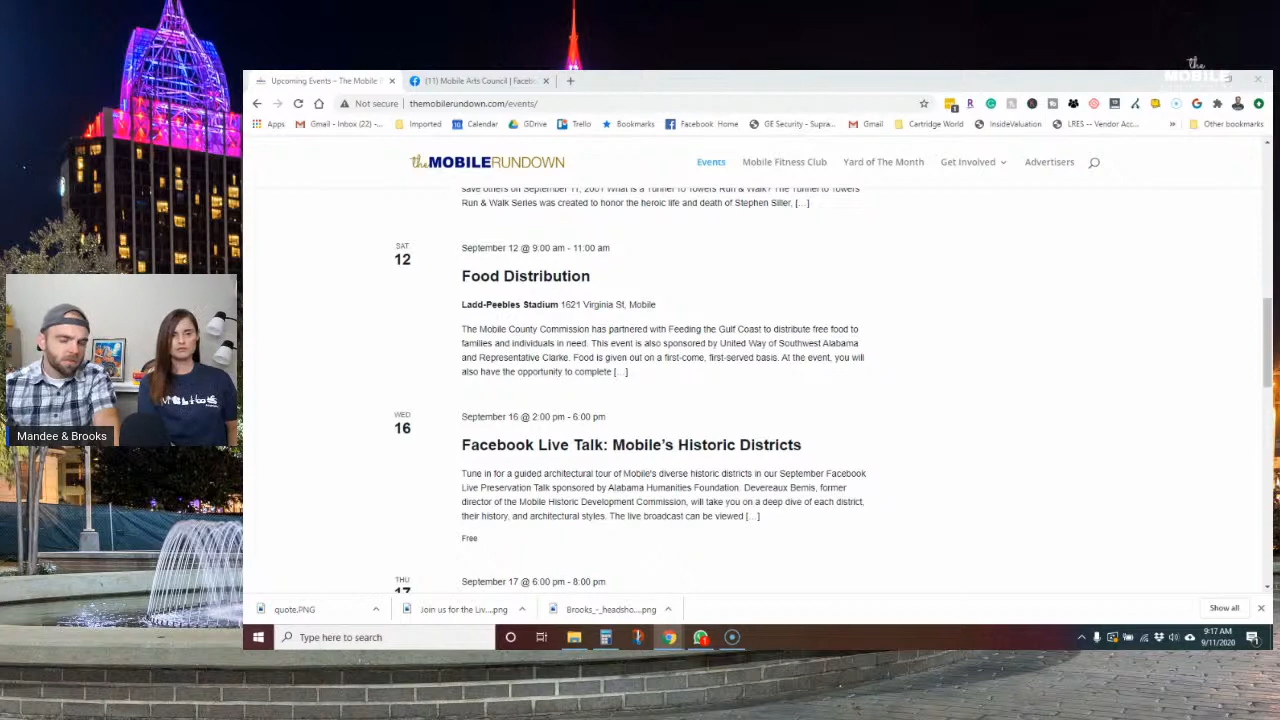 the
MOBILE
Upcoming Events – The Mobile
(11) Mobile Arts Council | Facebo
Not secure | themobilerundown.com/events/
Apps Gmail - Inbox (22) -... Imported Calendar GDrive Trello Bookmarks Facebook Home GE Security - Supra... Gmail Cartridge World InsideValuation LRES -- Vendor Acc... » Other bookmarks
theMOBILERUNDOWN
Events Mobile Fitness Club Yard of The Month Get Involved Advertisers
save others on September 11, 2001 What is a Tunnel To Towers Run & Walk? The Tunnel to Towers
Run & Walk Series was created to honor the heroic life and death of Stephen Siller, [...]
SAT
12
September 12 @ 9:00 am - 11:00 am
Food Distribution
Ladd-Peebles Stadium 1621 Virginia St, Mobile
The Mobile County Commission has partnered with Feeding the Gulf Coast to distribute free food to
families and individuals in need. This event is also sponsored by United Way of Southwest Alabama
and Representative Clarke. Food is given out on a first-come, first-served basis. At the event, you will
also have the opportunity to complete [...]
WED
16
September 16 @ 2:00 pm - 6:00 pm
Facebook Live Talk: Mobile's Historic Districts
Tune in for a guided architectural tour of Mobile's diverse historic districts in our September Facebook
Live Preservation Talk sponsored by Alabama Humanities Foundation. Devereaux Bemis, former
director of the Mobile Historic Development Commission, will take you on a deep dive of each district,
their history, and architectural styles. The live broadcast can be viewed [...]
Free
THU
17
September 17 @ 6:00 pm - 8:00 pm
Mandee & Brooks
quote.PNG
Join us for the Liv....png
Brooks_-_headsho....png
Show all
Type here to search
9:17 AM
9/11/2020